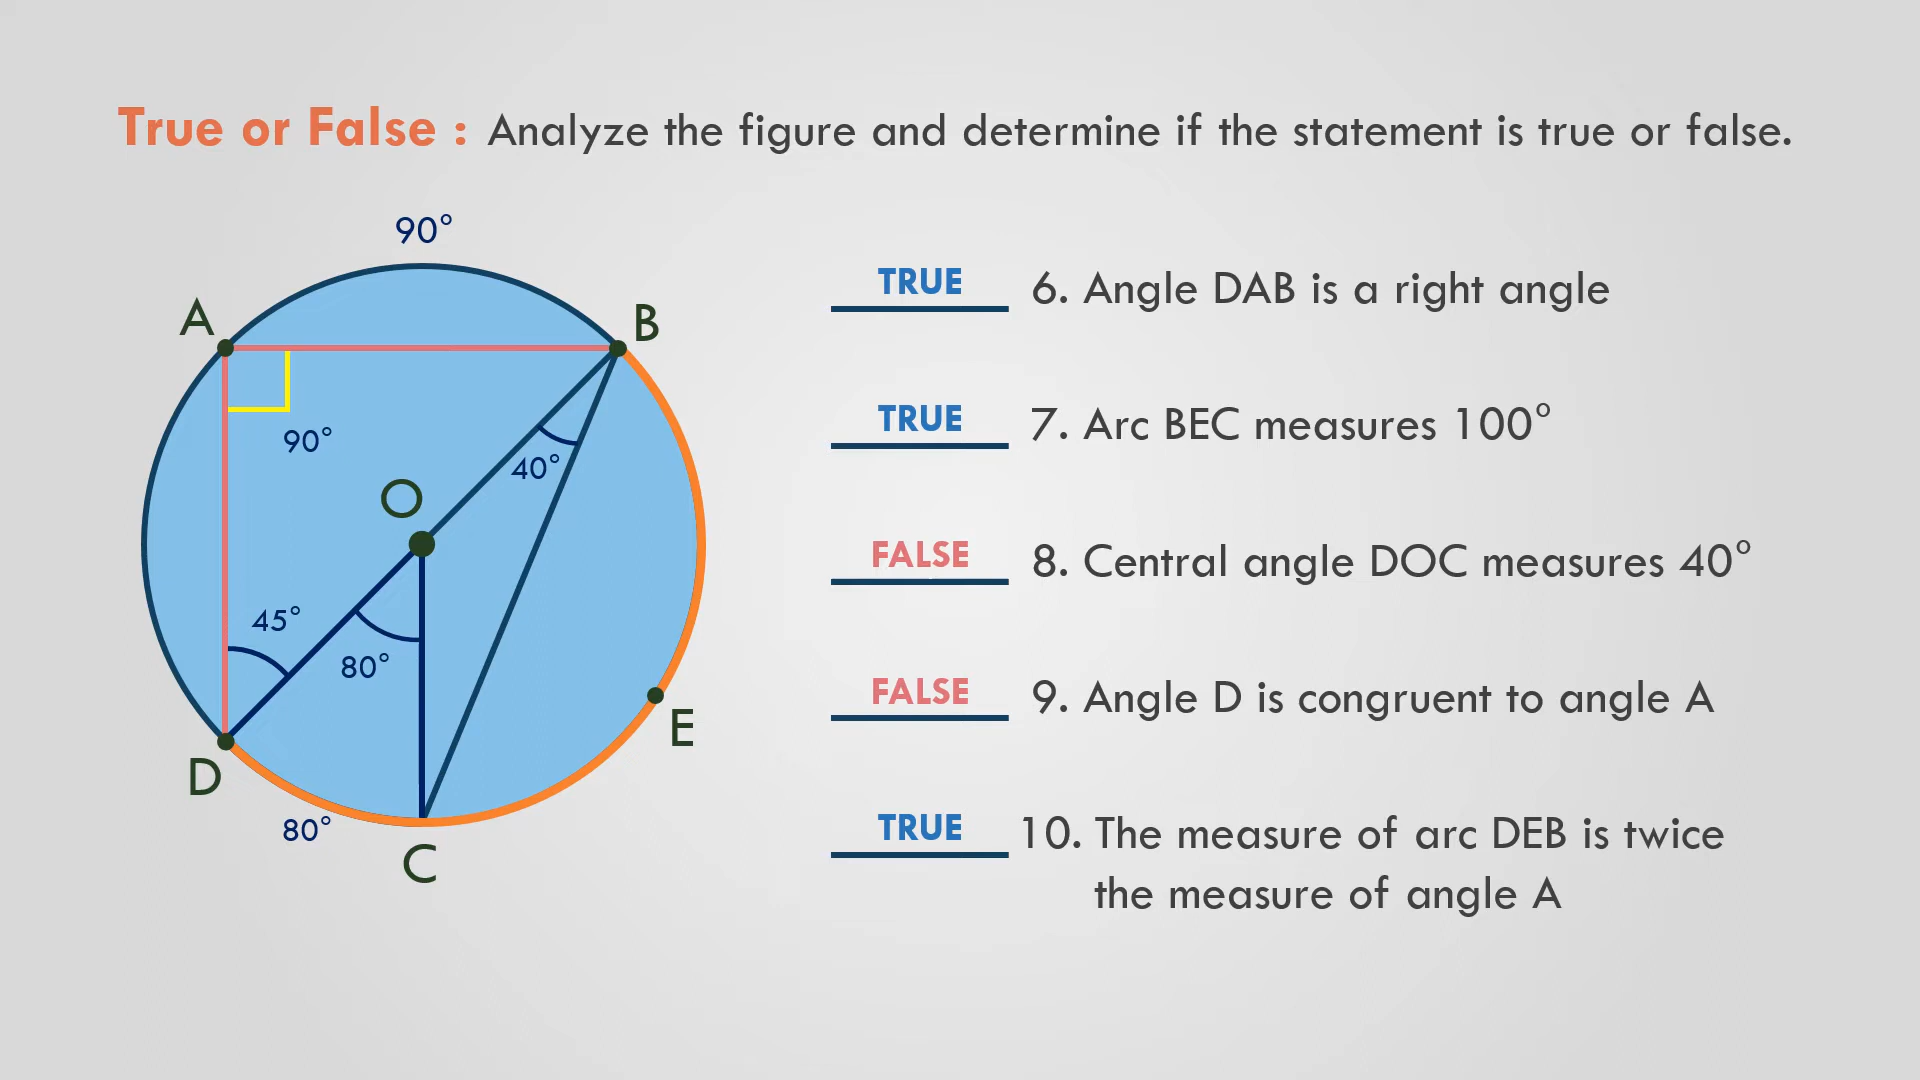 True or False : Analyze the figure and determine if the statement is true or false.
90°
A
B
90°
40°
O
45°
80°
E
D
80°
C
TRUE 6. Angle DAB is a right angle
TRUE 7. Arc BEC measures 100°
FALSE 8. Central angle DOC measures 40°
FALSE 9. Angle D is congruent to angle A
TRUE 10. The measure of arc DEB is twice
the measure of angle A